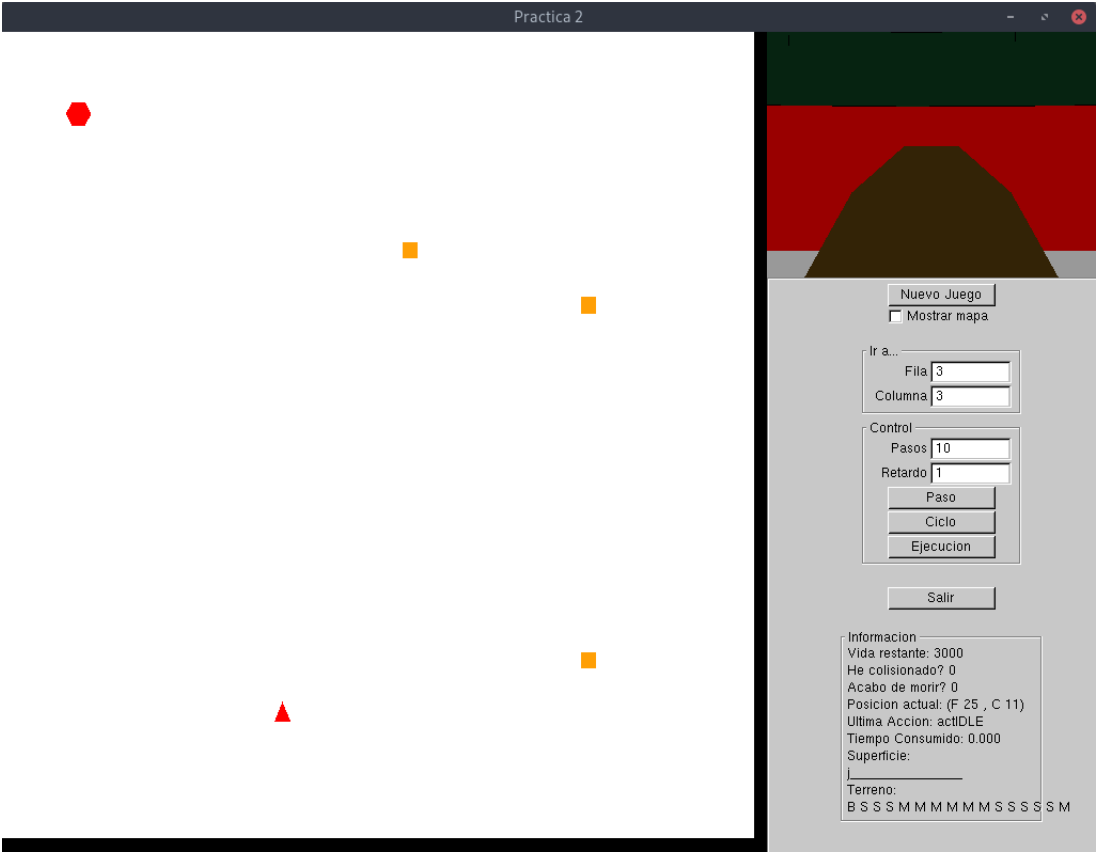 Practica 2
Nuevo Juego
Mostrar mapa
Ir a...
Fila 3
Columna 3
Control
Pasos 10
Retardo 1
Paso
Ciclo
Ejecucion
Salir
Informacion
Vida restante: 3000
He colisionado? 0
Acabo de morir? 0
Posicion actual: (F 25 , C 11)
Ultima Accion: actIDLE
Tiempo Consumido: 0.000
Superficie:
j_______________
Terreno:
B S S S M M M M M M S S S S S M